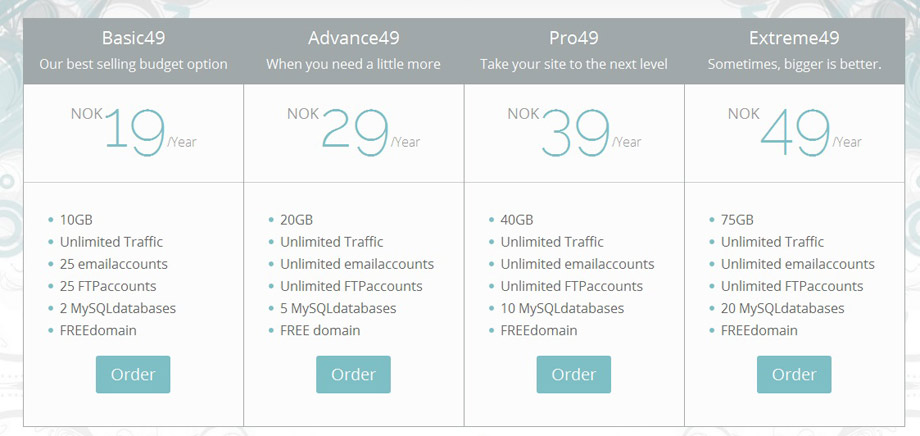 Basic49
Our best selling budget option
NOK 19 /Year
10GB
Unlimited Traffic
25 emailaccounts
25 FTPaccounts
2 MySQLdatabases
FREEdomain
Order
Advance49
When you need a little more
NOK 29 /Year
20GB
Unlimited Traffic
Unlimited emailaccounts
Unlimited FTPaccounts
5 MySQLdatabases
FREE domain
Order
Pro49
Take your site to the next level
NOK 39 /Year
40GB
Unlimited Traffic
Unlimited emailaccounts
Unlimited FTPaccounts
10 MySQLdatabases
FREEdomain
Order
Extreme49
Sometimes, bigger is better.
NOK 49 /Year
75GB
Unlimited Traffic
Unlimited emailaccounts
Unlimited FTPaccounts
20 MySQLdatabases
FREEdomain
Order